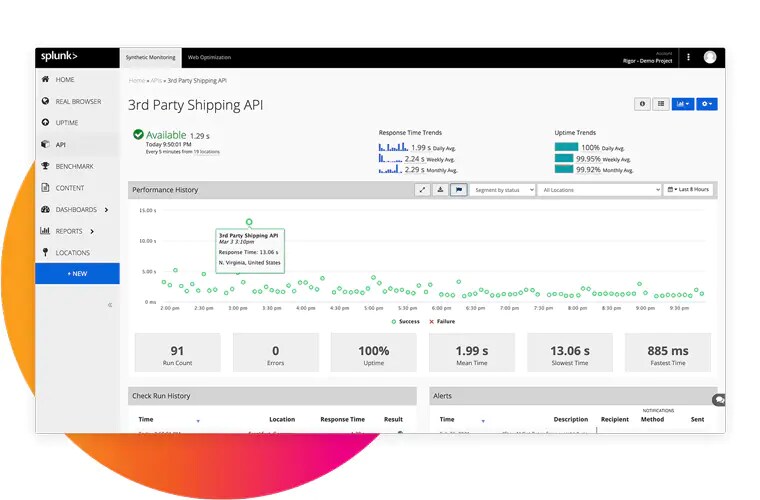 splunk>
Synthetic Monitoring Web Optimization
Account
Rigor - Demo Project
HOME
REAL BROWSER
UPTIME
API
BENCHMARK
CONTENT
DASHBOARDS
REPORTS
LOCATIONS
+ NEW
«
Home » APIs » 3rd Party Shipping API
3rd Party Shipping API
Available 1.29 s
Today 9:50:01 PM
Every 5 minutes from 19 locations
Response Time Trends
1.99 s Daily Avg.
2.24 s Weekly Avg.
2.29 s Monthly Avg.
Uptime Trends
100% Daily Avg.
99.95% Weekly Avg.
99.92% Monthly Avg.
Performance History
Segment by status
All Locations
Last 8 Hours
15.00 s
10.00 s
5.00 s
0 ms
3rd Party Shipping API
Mar 3 3:10pm
Response Time: 13.06 s
N. Virginia, United States
2:00 pm 2:30 pm 3:00 pm 3:30 pm 4:00 pm 4:30 pm 5:00 pm 5:30 pm 6:00 pm 6:30 pm 7:00 pm 7:30 pm 8:00 pm 8:30 pm 9:00 pm 9:30 pm
Success Failure
91
Run Count
0
Errors
100%
Uptime
1.99 s
Mean Time
13.06 s
Slowest Time
885 ms
Fastest Time
Check Run History
Time Location Response Time Result
Alerts
NOTIFICATIONS
Time Description Recipient Method Sent